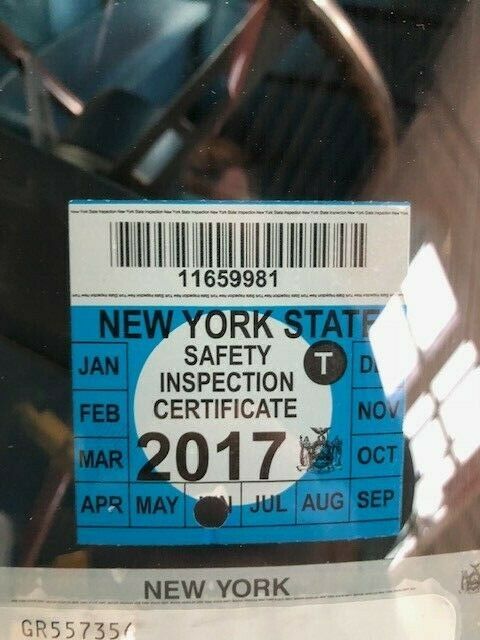 11659981
NEW YORK STATE
SAFETY
INSPECTION
CERTIFICATE
T
2017
JAN
FEB
MAR
APR MAY JUL AUG SEP
OCT
NOV
NEW YORK